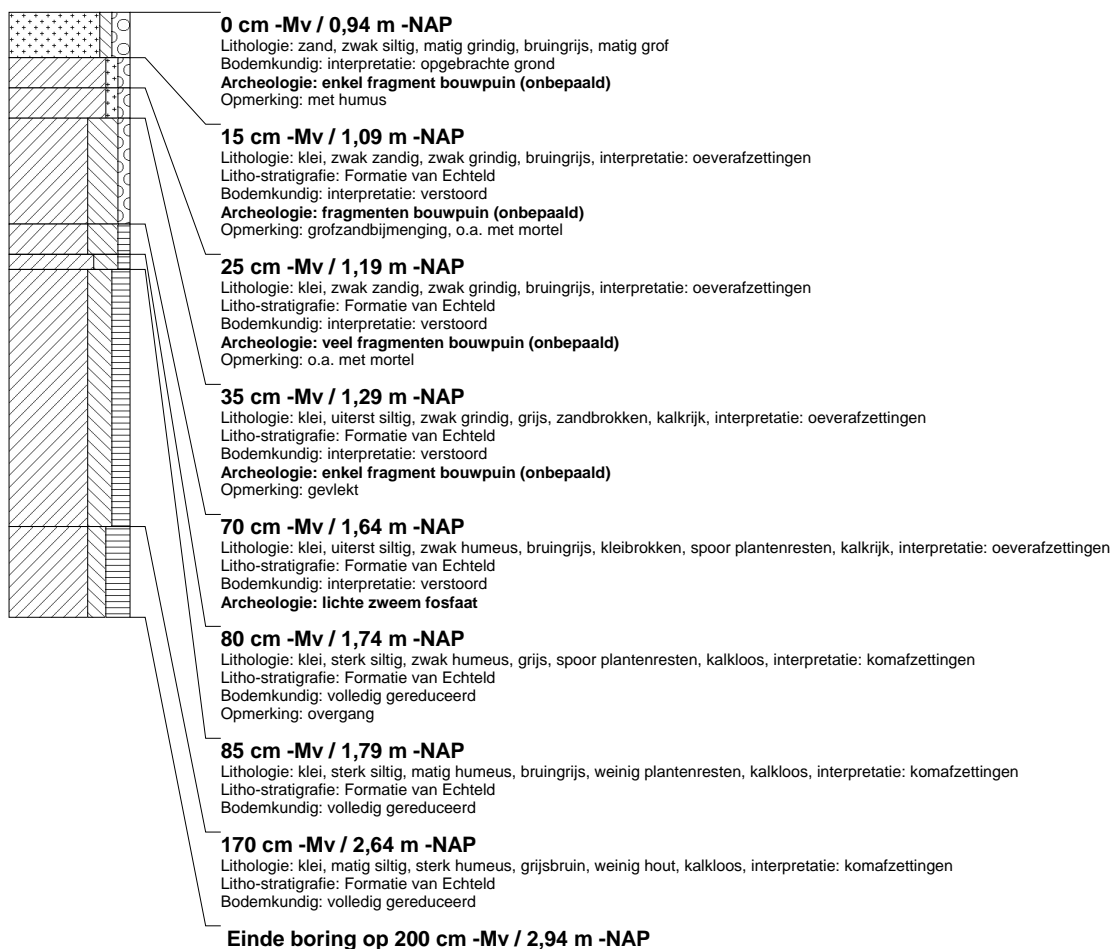 0 cm -Mv / 0,94 m -NAP
Lithologie: zand, zwak siltig, matig grindig, bruingrijs, matig grof
Bodemkundig: interpretatie: opgebrachte grond
Archeologie: enkel fragment bouwpuin (onbepaald)
Opmerking: met humus
15 cm -Mv / 1,09 m -NAP
Lithologie: klei, zwak zandig, zwak grindig, bruingrijs, interpretatie: oeverafzettingen
Litho-stratigrafie: Formatie van Echteld
Bodemkundig: interpretatie: verstoord
Archeologie: fragmenten bouwpuin (onbepaald)
Opmerking: grofzandbijmenging, o.a. met mortel
25 cm -Mv / 1,19 m -NAP
Lithologie: klei, zwak zandig, zwak grindig, bruingrijs, interpretatie: oeverafzettingen
Litho-stratigrafie: Formatie van Echteld
Bodemkundig: interpretatie: verstoord
Archeologie: veel fragmenten bouwpuin (onbepaald)
Opmerking: o.a. met mortel
35 cm -Mv / 1,29 m -NAP
Lithologie: klei, uiterst siltig, zwak grindig, grijs, zandbrokken, kalkrijk, interpretatie: oeverafzettingen
Litho-stratigrafie: Formatie van Echteld
Bodemkundig: interpretatie: verstoord
Archeologie: enkel fragment bouwpuin (onbepaald)
Opmerking: gevlekt
70 cm -Mv / 1,64 m -NAP
Lithologie: klei, uiterst siltig, zwak humeus, bruingrijs, kleibrokken, spoor plantenresten, kalkrijk, interpretatie: oeverafzettingen
Litho-stratigrafie: Formatie van Echteld
Bodemkundig: interpretatie: verstoord
Archeologie: lichte zweem fosfaat
80 cm -Mv / 1,74 m -NAP
Lithologie: klei, sterk siltig, zwak humeus, grijs, spoor plantenresten, kalkloos, interpretatie: komafzettingen
Litho-stratigrafie: Formatie van Echteld
Bodemkundig: volledig gereduceerd
Opmerking: overgang
85 cm -Mv / 1,79 m -NAP
Lithologie: klei, sterk siltig, matig humeus, bruingrijs, weinig plantenresten, kalkloos, interpretatie: komafzettingen
Litho-stratigrafie: Formatie van Echteld
Bodemkundig: volledig gereduceerd
170 cm -Mv / 2,64 m -NAP
Lithologie: klei, matig siltig, sterk humeus, grijsbruin, weinig hout, kalkloos, interpretatie: komafzettingen
Litho-stratigrafie: Formatie van Echteld
Bodemkundig: volledig gereduceerd
Einde boring op 200 cm -Mv / 2,94 m -NAP